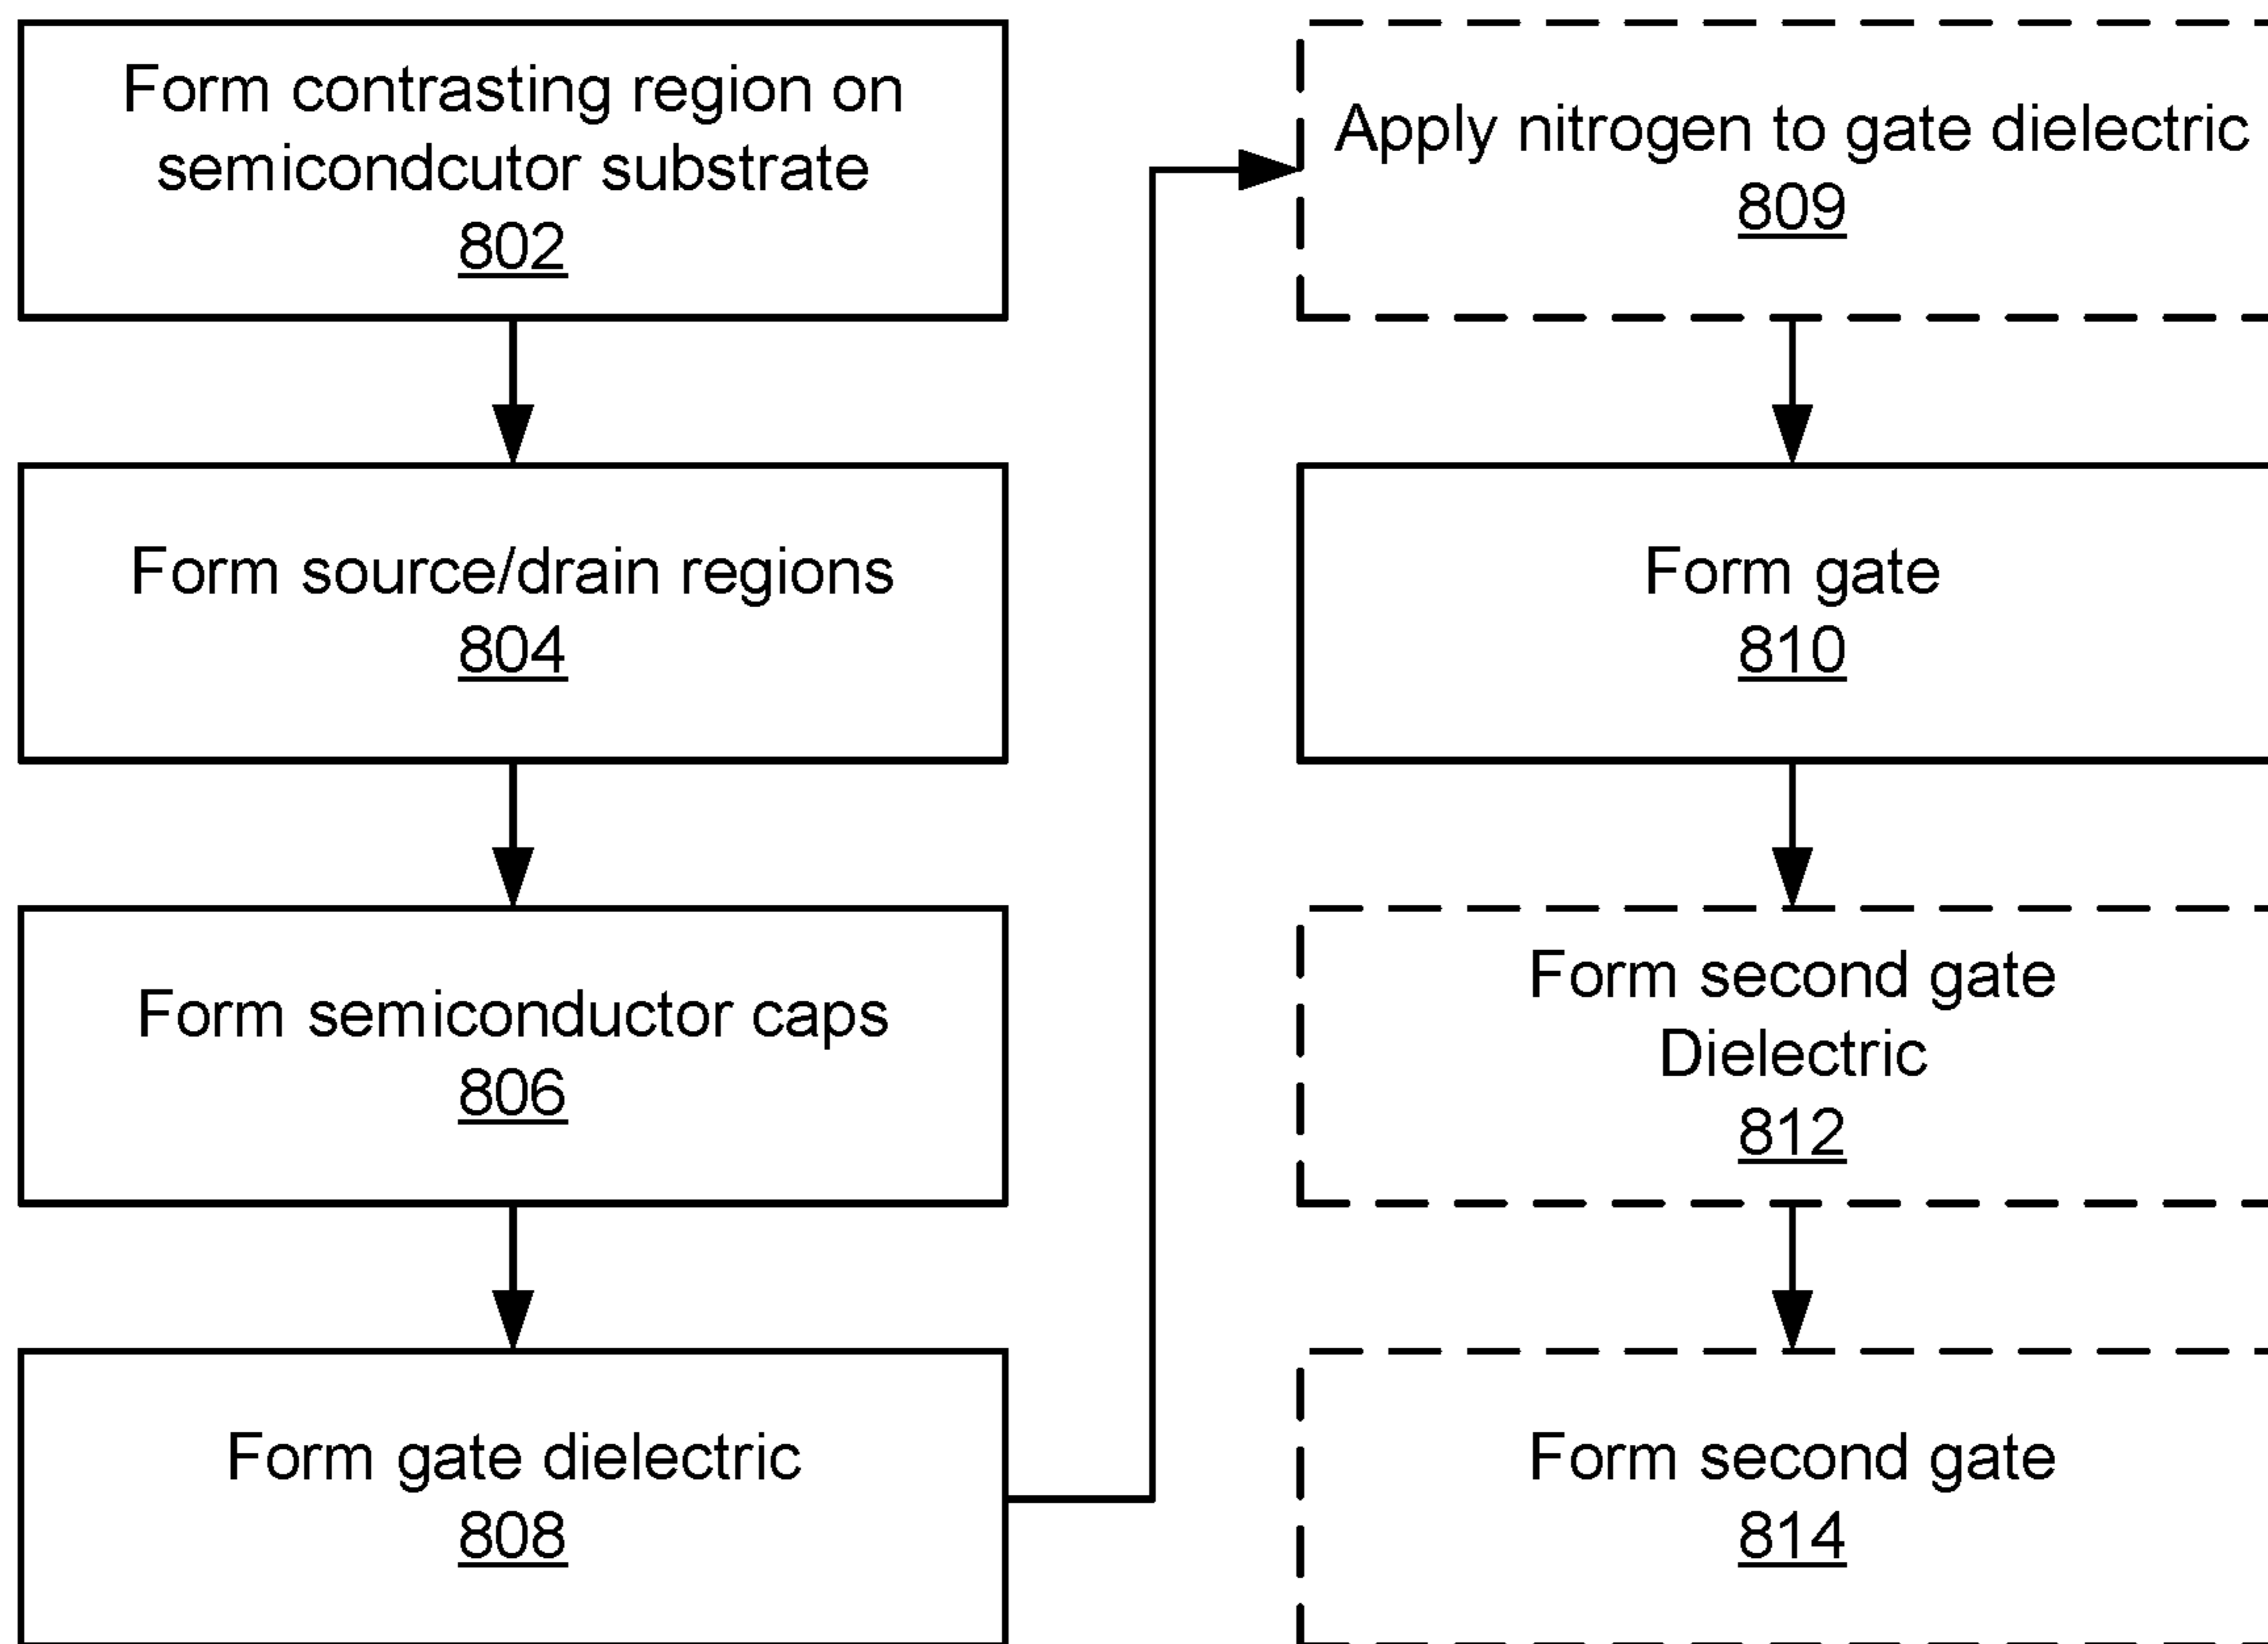 Form contrasting region on
semicondcutor substrate
802
Form source/drain regions
804
Form semiconductor caps
806
Form gate dielectric
808
Apply nitrogen to gate dielectric
809
Form gate
810
Form second gate
Dielectric
812
Form second gate
814